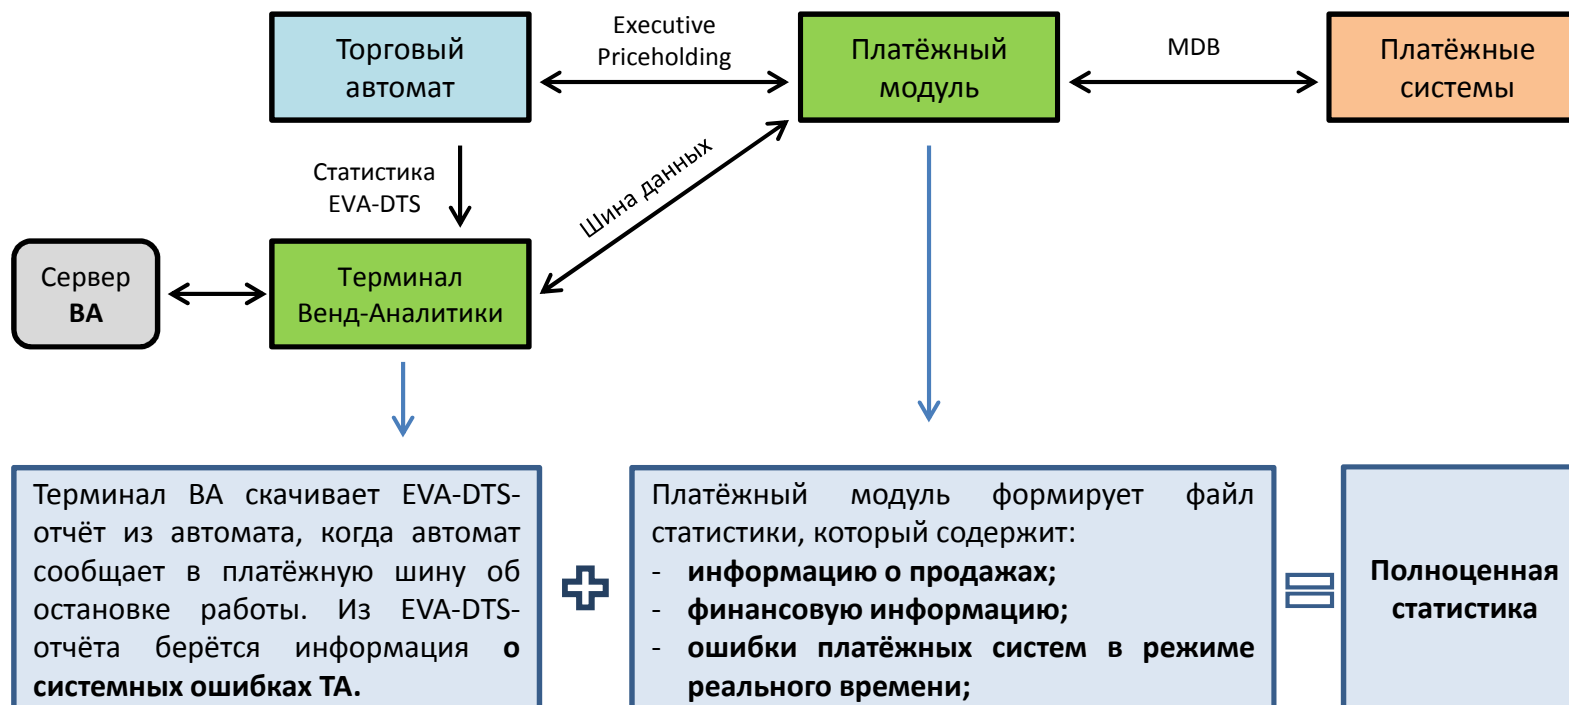 Торговый
автомат
Executive
Priceholding
Платёжный
модуль
MDB
Платёжные
системы
Статистика
EVA-DTS
Шина данных
Сервер
ВА
Терминал
Венд-Аналитики
Терминал ВА скачивает EVA-DTS-
отчёт из автомата, когда автомат
сообщает в платёжную шину об
остановке работы. Из EVA-DTS-
отчёта берётся информация о
системных ошибках ТА.
Платёжный модуль формирует файл
статистики, который содержит:
- информацию о продажах;
- финансовую информацию;
- ошибки платёжных систем в режиме
реального времени;
Полноценная
статистика